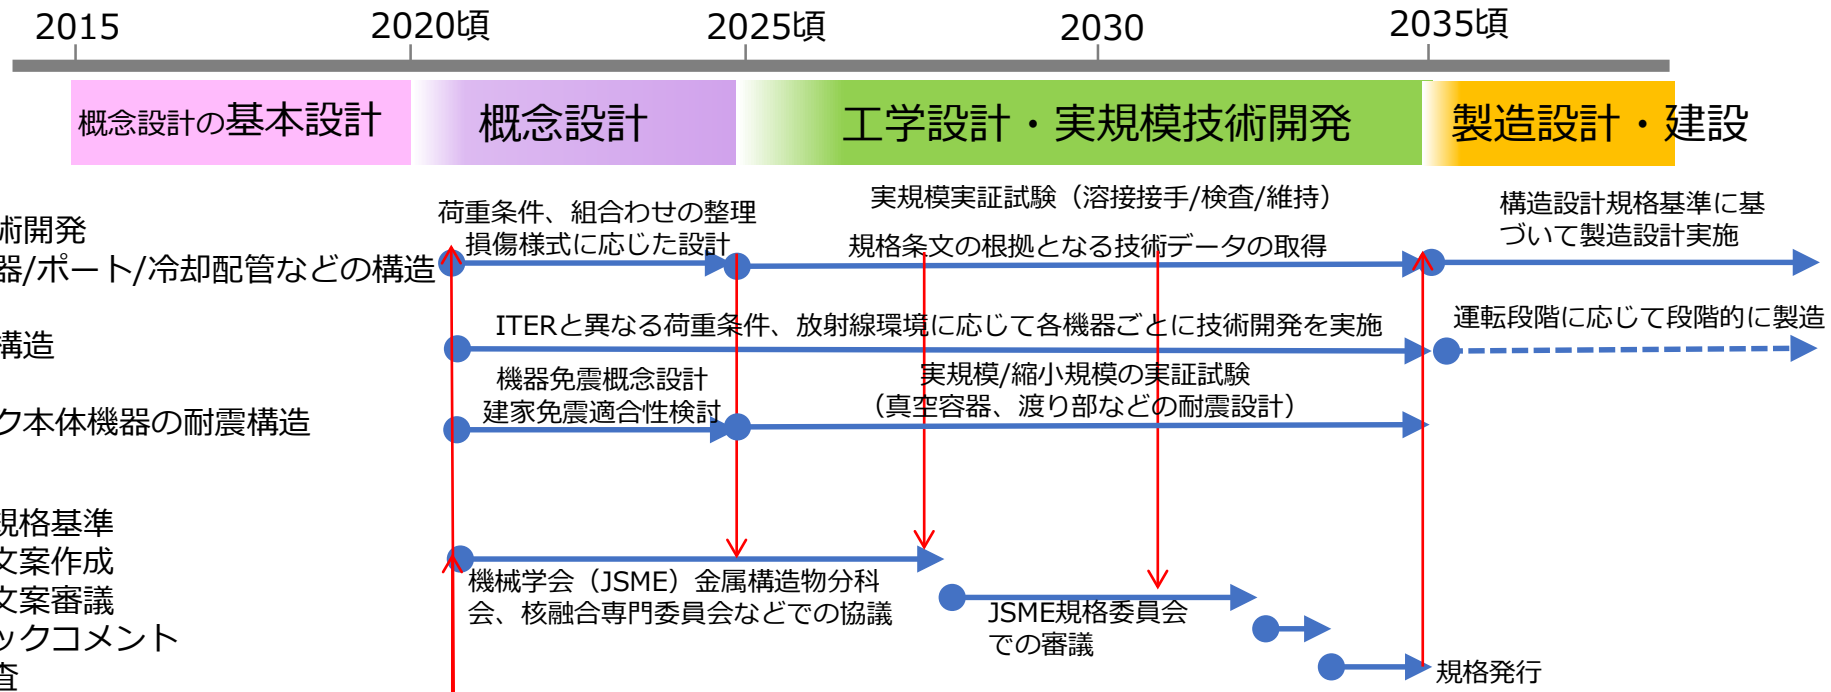 2015
2020頃
2025頃
2030
2035頃
概念設計の基本設計
概念設計
工学設計・実規模技術開発
製造設計・建設
術開発
器/ポート/冷却配管などの構造
荷重条件、組合わせの整理
損傷様式に応じた設計
実規模実証試験（溶接接手/検査/維持）
規格条文の根拠となる技術データの取得
構造設計規格基準に基
づいて製造設計実施
構造
ITERと異なる荷重条件、放射線環境に応じて各機器ごとに技術開発を実施
運転段階に応じて段階的に製造
ク本体機器の耐震構造
機器免震概念設計
建家免震適合性検討
実規模/縮小規模の実証試験
（真空容器、渡り部などの耐震設計）
規格基準
文案作成
文案審議
ックコメント
査
機械学会（JSME）金属構造物分科
会、核融合専門委員会などでの協議
JSME規格委員会
での審議
規格発行